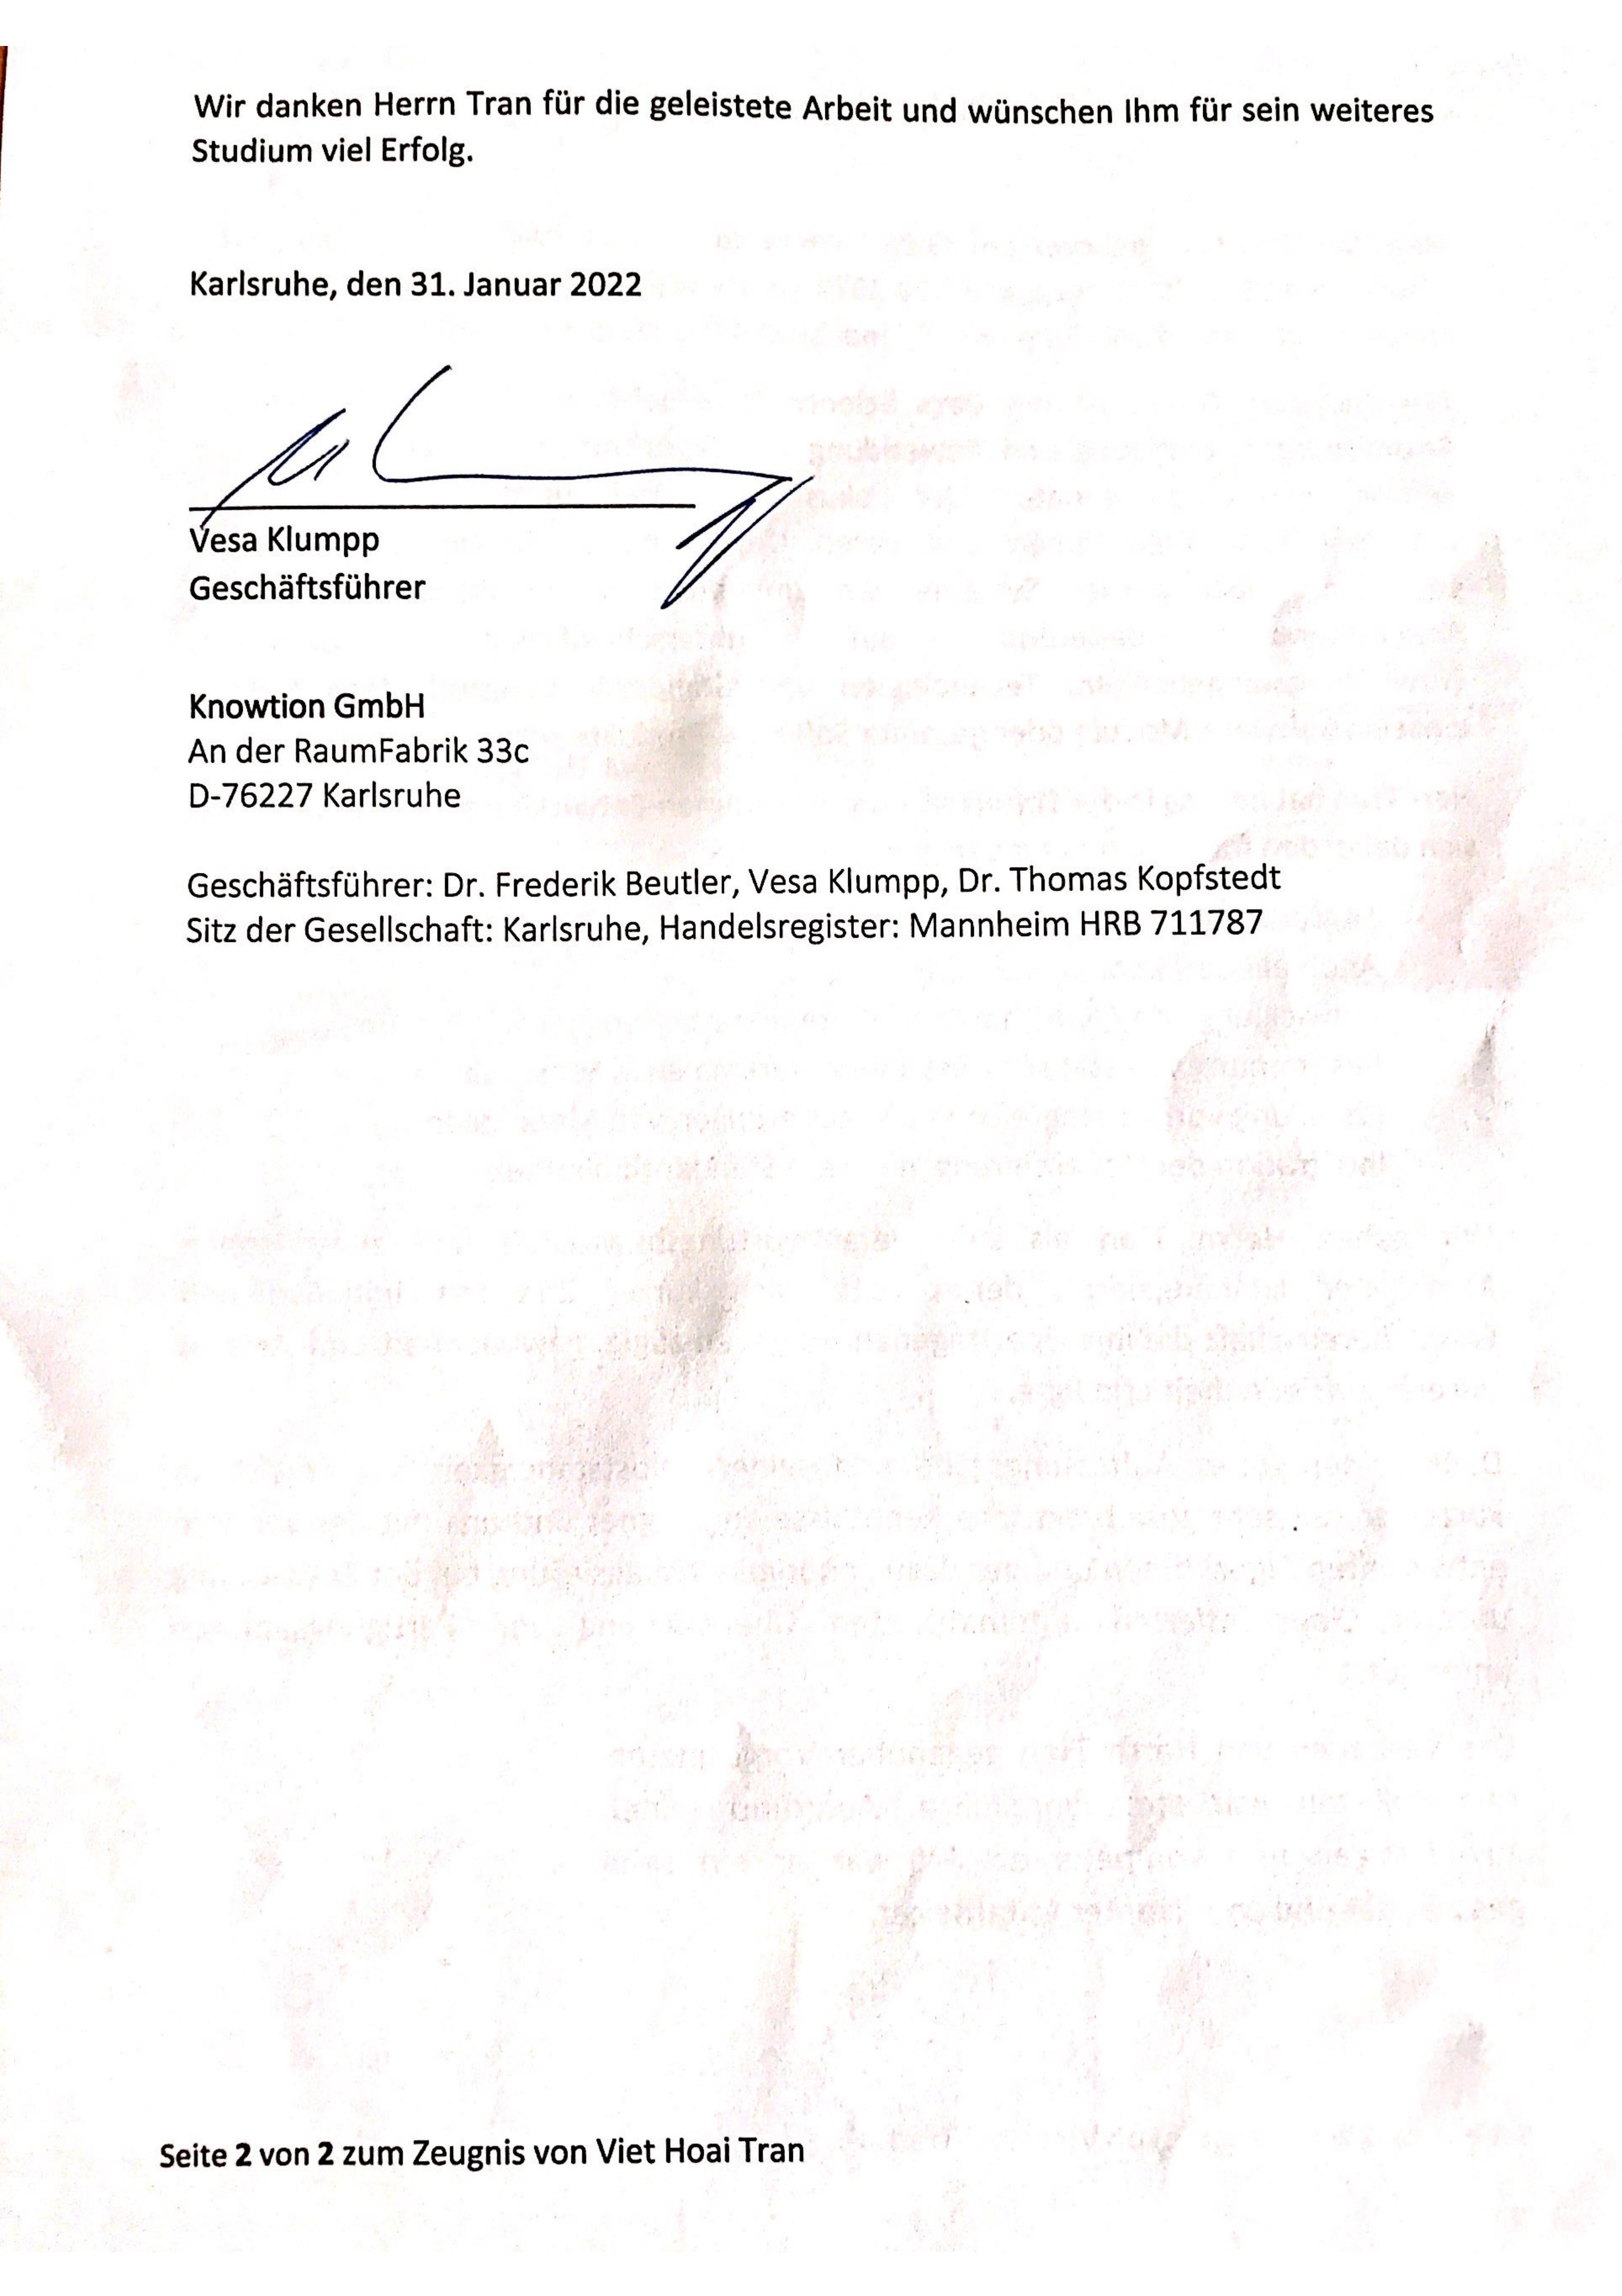 Wir danken Herrn Tran für die geleistete Arbeit und wünschen Ihm für sein weiteres
Studium viel Erfolg.
Karlsruhe, den 31. Januar 2022
Vesa Klumpp
Geschäftsführer
Knowtion GmbH
An der RaumFabrik 33c
D-76227 Karlsruhe
Geschäftsführer: Dr. Frederik Beutler, Vesa Klumpp, Dr. Thomas Kopfstedt
Sitz der Gesellschaft: Karlsruhe, Handelsregister: Mannheim HRB 711787
Seite 2 von 2 zum Zeugnis von Viet Hoai Tran